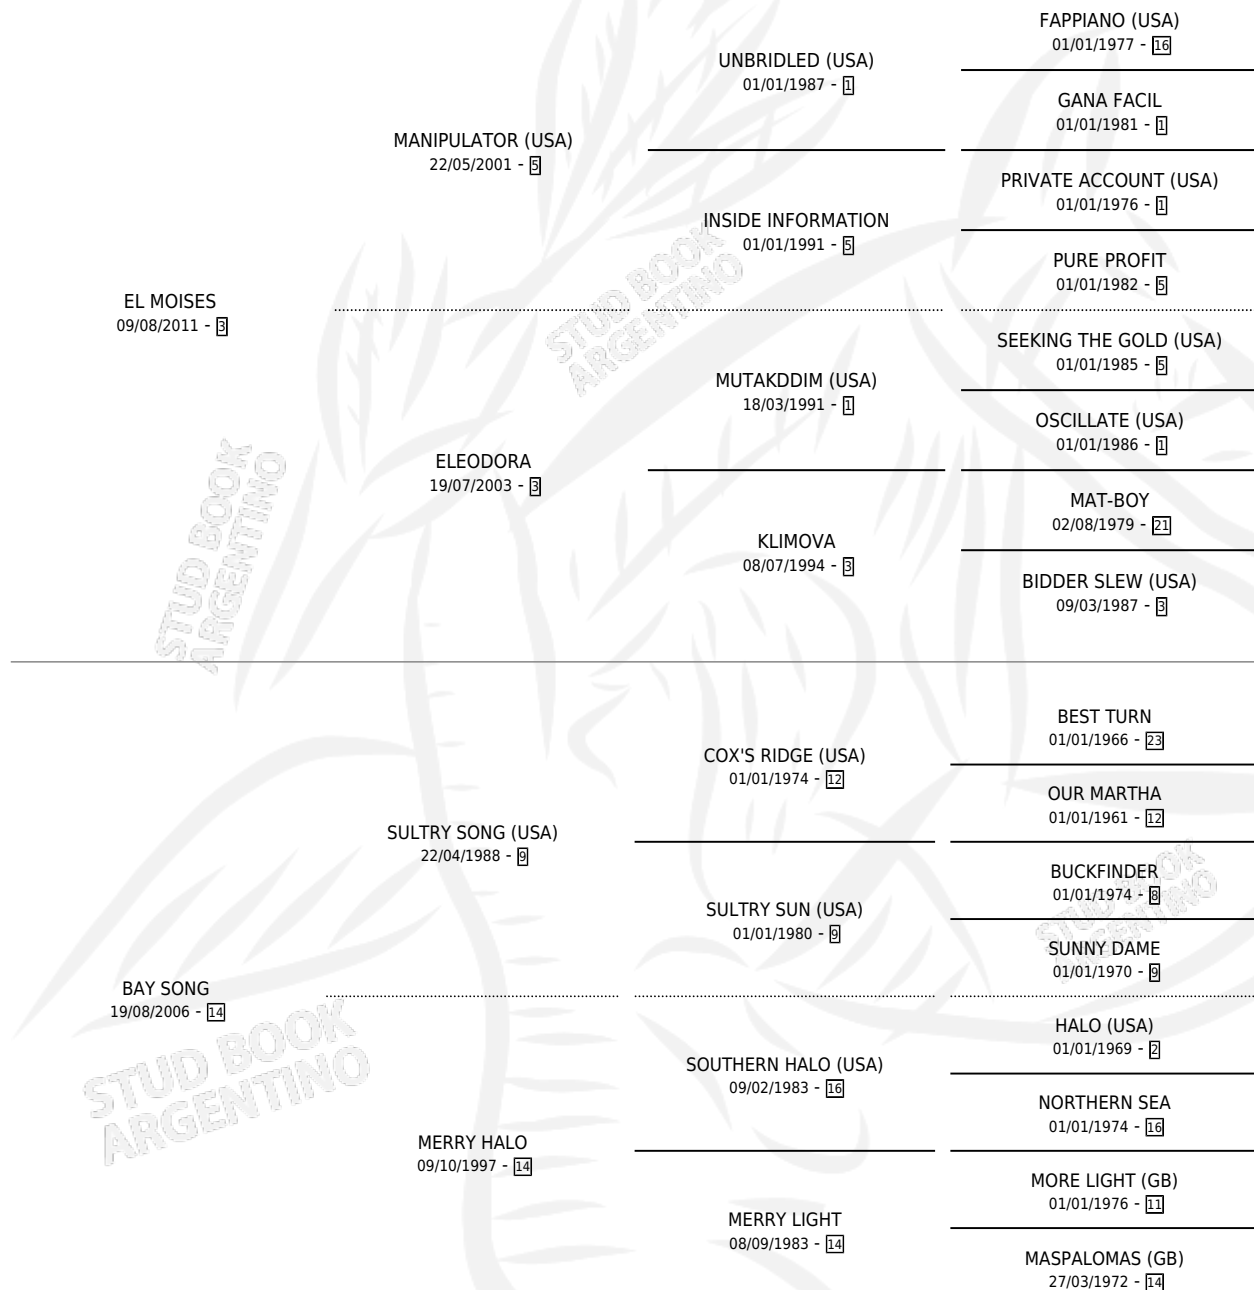 FAPPIANO (USA)
01/01/1977 - 16
UNBRIDLED (USA)
01/01/1987 - 1
GANA FACIL
01/01/1981 - 1
MANIPULATOR (USA)
22/05/2001 - 5
PRIVATE ACCOUNT (USA)
01/01/1976 - 1
INSIDE INFORMATION
01/01/1991 - 5
PURE PROFIT
01/01/1982 - 5
EL MOISES
09/08/2011 - 3
STUD BOOK
ARGENTINO
SEEKING THE GOLD (USA)
01/01/1985 - 5
MUTAKDDIM (USA)
18/03/1991 - 1
OSCILLATE (USA)
01/01/1986 - 1
ELEODORA
19/07/2003 - 3
STUD BOOK
ARGENTINO
MAT-BOY
02/08/1979 - 21
KLIMOVA
08/07/1994 - 3
BIDDER SLEW (USA)
09/03/1987 - 3
BEST TURN
01/01/1966 - 23
COX'S RIDGE (USA)
01/01/1974 - 12
OUR MARTHA
01/01/1961 - 12
SULTRY SONG (USA)
22/04/1988 - 9
BUCKFINDER
01/01/1974 - 8
STUD BOOK
ARGENTINO
SULTRY SUN (USA)
01/01/1980 - 9
SUNNY DAME
01/01/1970 - 9
BAY SONG
19/08/2006 - 14
STUD BOOK
ARGENTINO
HALO (USA)
01/01/1969 - 2
SOUTHERN HALO (USA)
09/02/1983 - 16
NORTHERN SEA
01/01/1974 - 16
MERRY HALO
09/10/1997 - 14
MORE LIGHT (GB)
01/01/1976 - 11
MERRY LIGHT
08/09/1983 - 14
MASPALOMAS (GB)
27/03/1972 - 14